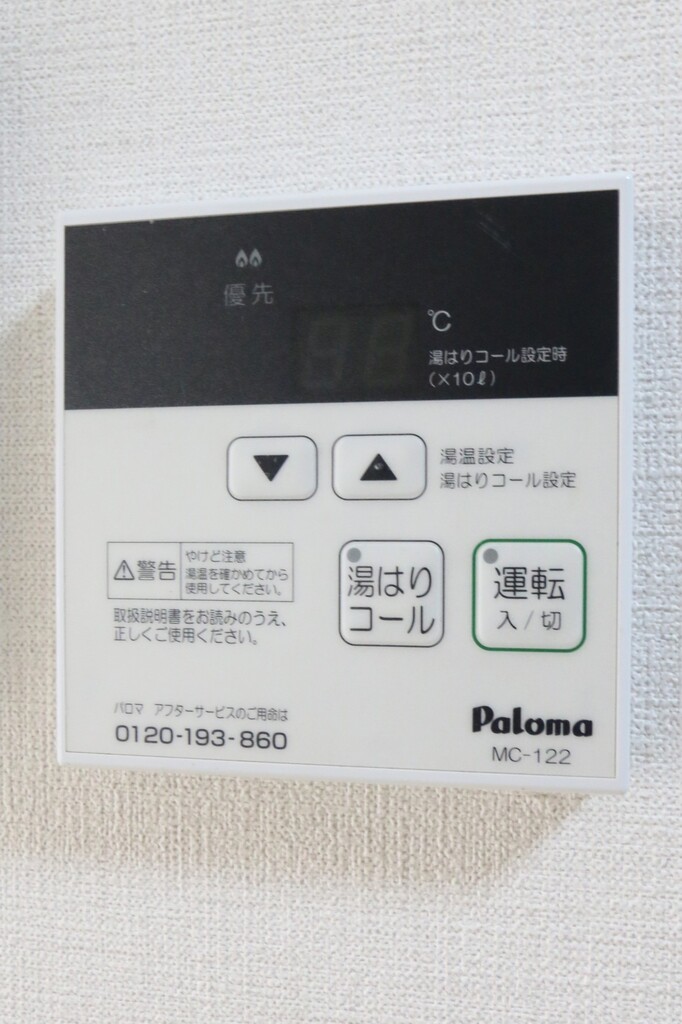 優先
℃
湯はりコール設定時
(×10ℓ)
▼ ▲
湯温設定
湯はりコール設定
警告
やけど注意
湯温を確かめてから
使用してください。
取扱説明書をお読みのうえ、
正しくご使用ください。
湯はり
コール
運転
入/切
パロマ アフターサービスのご用命は
0120-193-860
Paloma
MC-122